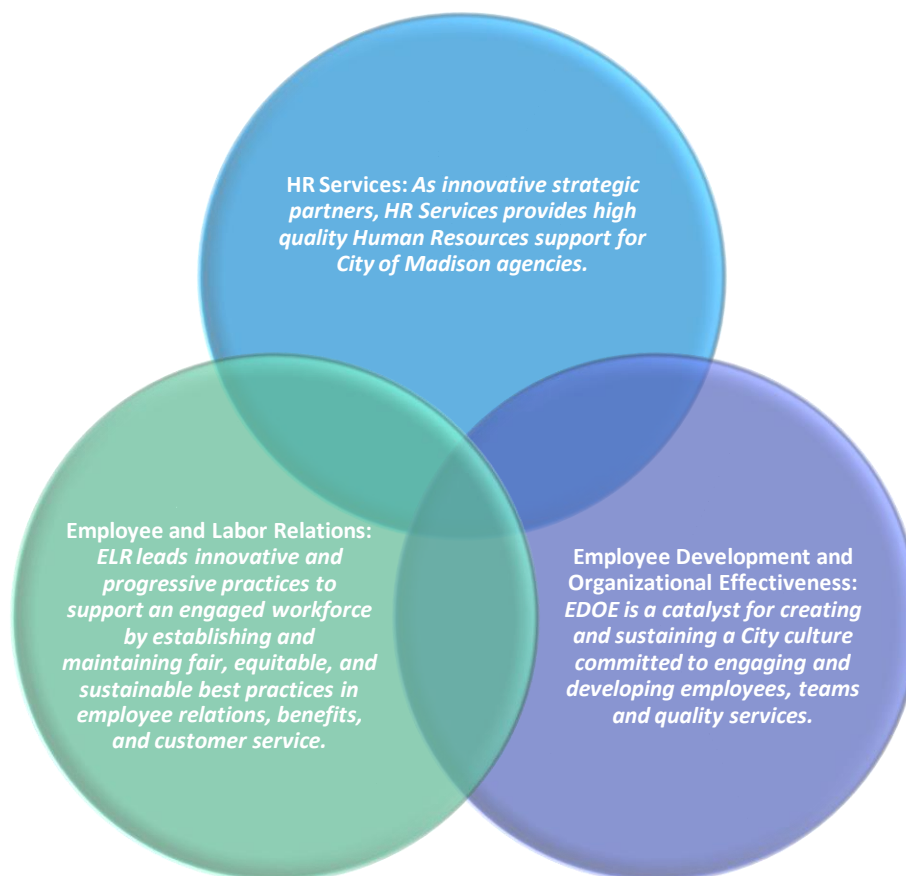 HR Services: As innovative strategic
partners, HR Services provides high
quality Human Resources support for
City of Madison agencies.
Employee and Labor Relations:
ELR leads innovative and
progressive practices to
support an engaged workforce
by establishing and
maintaining fair, equitable, and
sustainable best practices in
employee relations, benefits,
and customer service.
Employee Development and
Organizational Effectiveness:
EDOE is a catalyst for creating
and sustaining a City culture
committed to engaging and
developing employees, teams
and quality services.